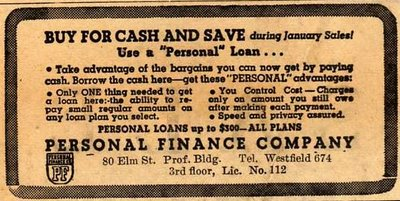 BUY FOR CASH AND SAVE during January Sales!
Use a "Personal" Loan...
• Take advantage of the bargains you can now get by paying
cash. Borrow the cash here—get these "PERSONAL" advantages:
• Only ONE thing needed to get
a loan here:-the ability to re-
pay small regular amounts on
any loan plan you select.
• You Control Cost — Charges
only on amount you still owe
after making each payment.
• Speed and privacy assured.
PERSONAL LOANS up to $300—ALL PLANS
PERSONAL FINANCE COMPANY
80 Elm St. Prof. Bldg. Tel. Westfield 674
3rd floor, Lic. No. 112
PF